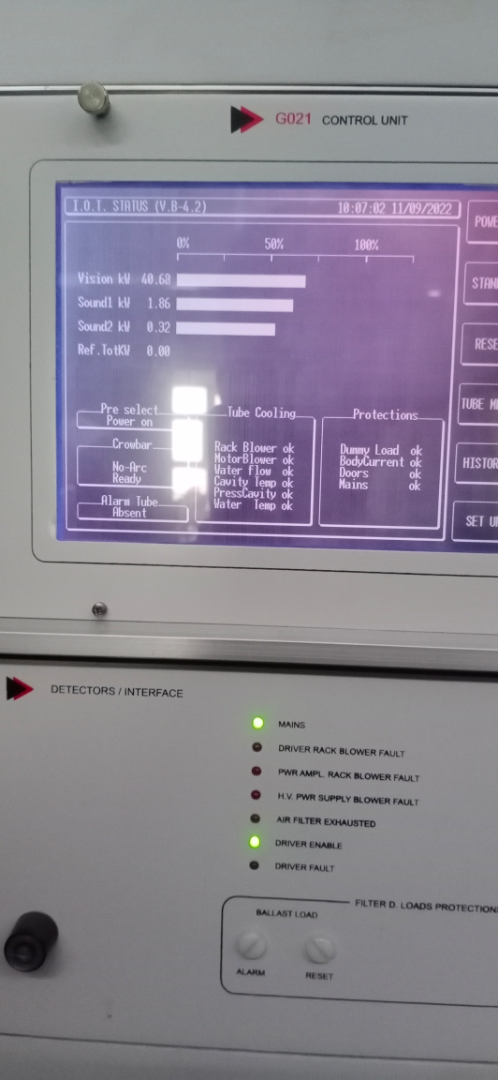 G021 CONTROL UNIT
I.O.T. STATUS (V.B-4.2) 10:07:02 11/09/2022
0% 50% 100%
Vision kW 40.68
Sound1 kW 1.86
Sound2 kW 0.32
Ref.TotKW 0.00
Pre select
Power on
Crowbar
No-Arc
Ready
Alarm Tube
Absent
Tube Cooling
Rack Blower ok
MotorBlower ok
Water flow ok
Cavity Temp ok
PressCavity ok
Water Temp ok
Protections
Dummy Load ok
BodyCurrent ok
Doors ok
Mains ok
POWE
STAN
RESE
TUBE M
HISTOR
SET U
DETECTORS / INTERFACE
MAINS
DRIVER RACK BLOWER FAULT
PWR AMPL. RACK BLOWER FAULT
H.V. PWR SUPPLY BLOWER FAULT
AIR FILTER EXHAUSTED
DRIVER ENABLE
DRIVER FAULT
FILTER D. LOADS PROTECTION
BALLAST LOAD
ALARM RESET